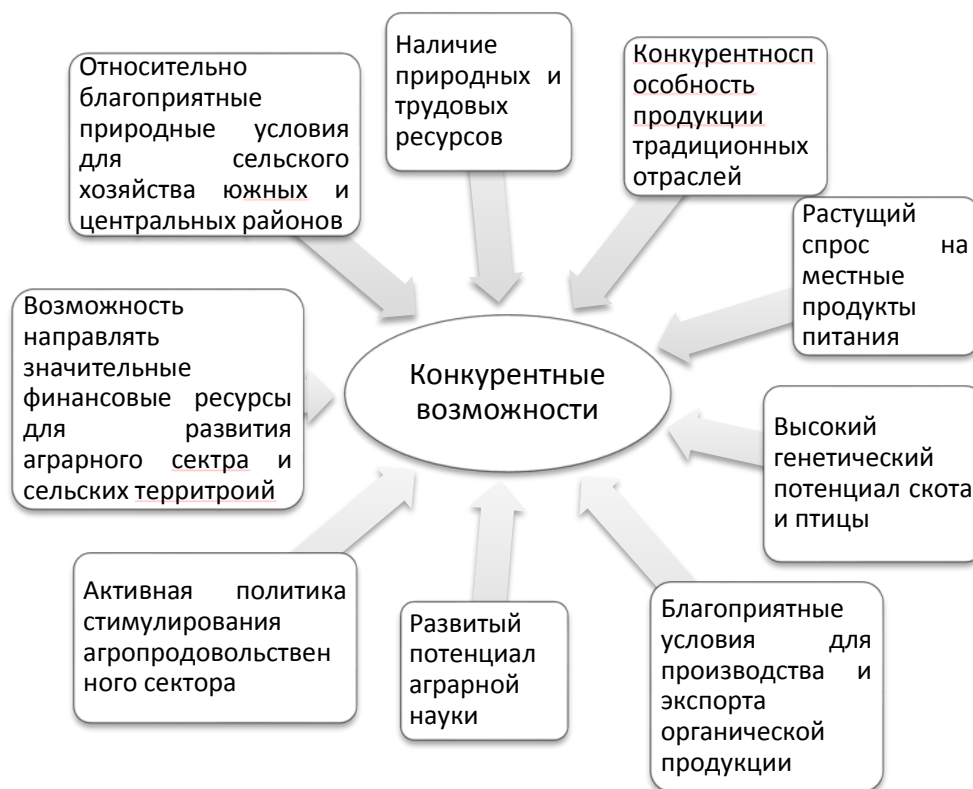 Относительно
благоприятные
природные условия
для сельского
хозяйства южных и
центральных районов
Наличие
природных и
трудовых
ресурсов
Конкурентносп
особность
продукции
традиционных
отраслей
Растущий
спрос на
местные
продукты
питания
Возможность
направлять
значительные
финансовые ресурсы
для развития
аграрного сектра и
сельских территроий
Конкурентные
возможности
Высокий
генетический
потенциал скота
и птицы
Активная политика
стимулирования
агропродовольствен
ного сектора
Развитый
потенциал
аграрной
науки
Благоприятные
условия для
производства и
экспорта
органической
продукции